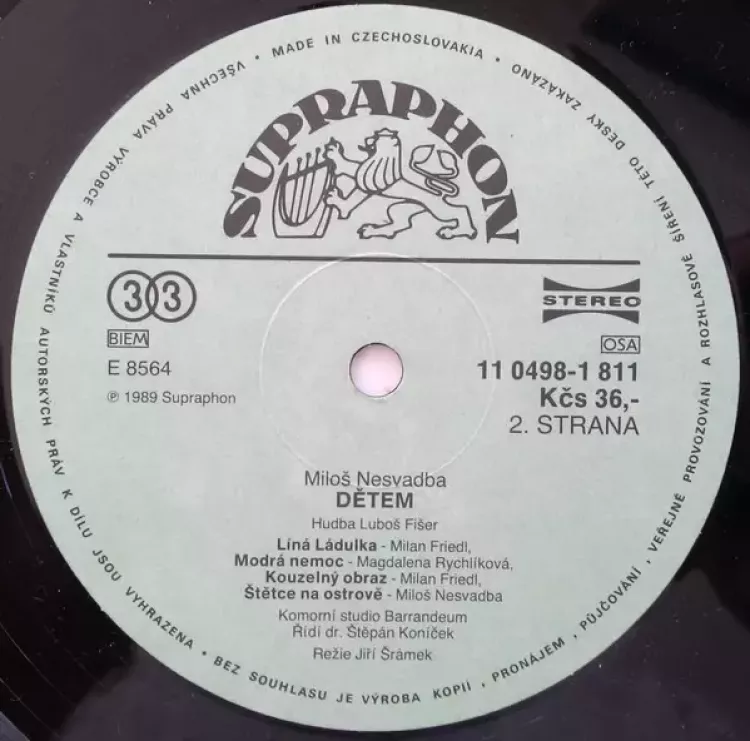 SUPRAPHON
33
STEREO
BIEM
OSA
E 8564
11 0498-1 811
℗ 1989 Supraphon
Kčs 36,-
2. STRANA
Miloš Nesvadba
DĚTEM
Hudba Luboš Fišer
Líná Ládulka - Milan Friedl,
Modrá nemoc - Magdalena Rychlíková,
Kouzelný obraz - Milan Friedl,
Štětce na ostrově - Miloš Nesvadba
Komorní studio Barrandeum
Řídí dr. Štěpán Koníček
Režie Jiří Šrámek
MADE IN CZECHOSLOVAKIA • VŠECHNA PRÁVA VÝROBCE A VLASTNÍKŮ AUTORSKÝCH PRÁV K DÍLU JSOU VYHRAZENA • BEZ SOUHLASU JE VÝROBA KOPIÍ, PRONÁJEM, PŮJČOVÁNÍ, VEŘEJNÉ PROVOZOVÁNÍ A ROZHLASOVÉ ŠÍŘENÍ TÉTO DESKY ZAKÁZÁNO •